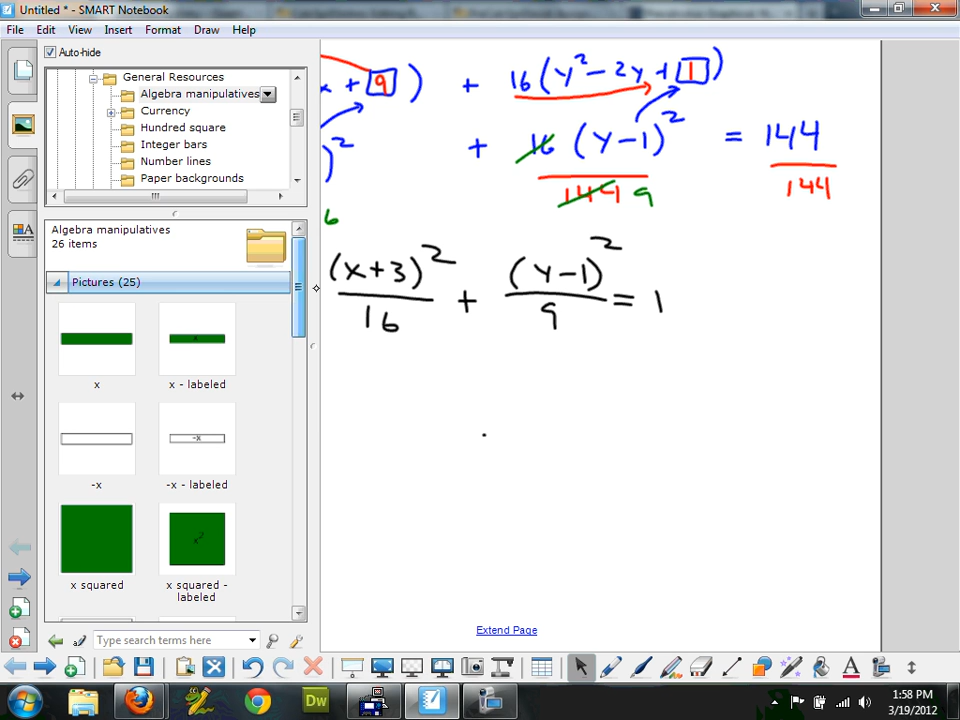 Untitled * - SMART Notebook
File Edit View Insert Format Draw Help
Auto-hide
General Resources
Algebra manipulatives
Currency
Hundred square
Integer bars
Number lines
Paper backgrounds
Algebra manipulatives
26 items
Pictures (25)
x
x - labeled
-x
-x
-x - labeled
x²
x squared
x squared - labeled
Type search terms here
x + 9 ) + 16 ( y² - 2y + 1 )
)² + 16 ( y - 1 )² = 144
144 9 144
6
(x+3)² + (y-1)² = 1
16 9
Extend Page
Dw
1:58 PM
3/19/2012